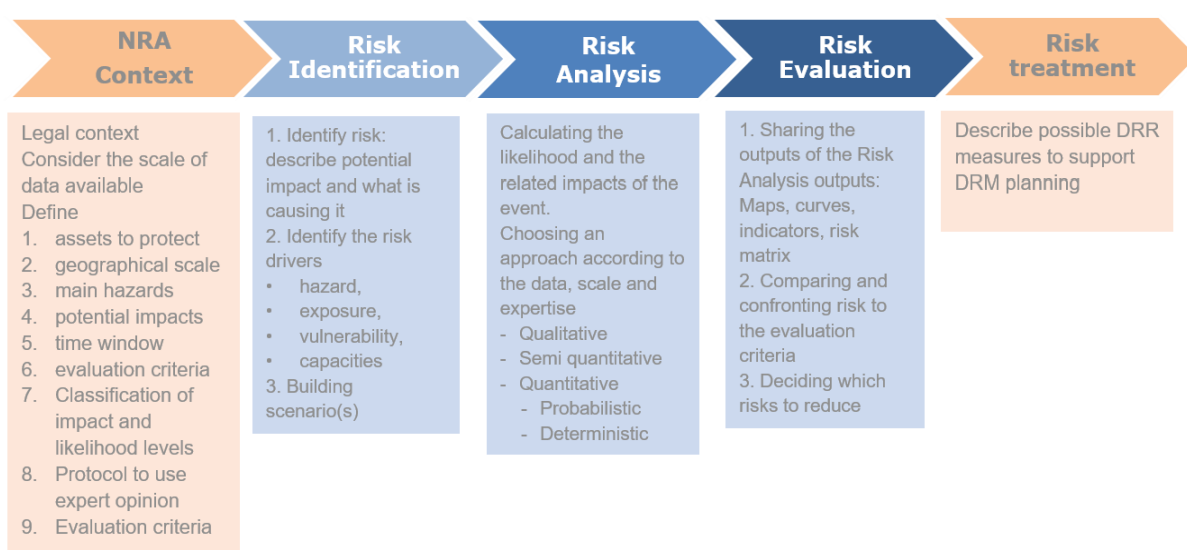 NRA
Context
Risk
Identification
Risk
Analysis
Risk
Evaluation
Risk
treatment
Legal context
Consider the scale of
data available
Define
1. assets to protect
2. geographical scale
3. main hazards
4. potential impacts
5. time window
6. evaluation criteria
7. Classification of
impact and
likelihood levels
8. Protocol to use
expert opinion
9. Evaluation criteria
1. Identify risk:
describe potential
impact and what is
causing it
2. Identify the risk
drivers
• hazard,
• exposure,
• vulnerability,
• capacities
3. Building
scenario(s)
Calculating the
likelihood and the
related impacts of the
event.
Choosing an
approach according to
the data, scale and
expertise
- Qualitative
- Semi quantitative
- Quantitative
- Probabilistic
- Deterministic
1. Sharing the
outputs of the Risk
Analysis outputs:
Maps, curves,
indicators, risk
matrix
2. Comparing and
confronting risk to
the evaluation
criteria
3. Deciding which
risks to reduce
Describe possible DRR
measures to support
DRM planning